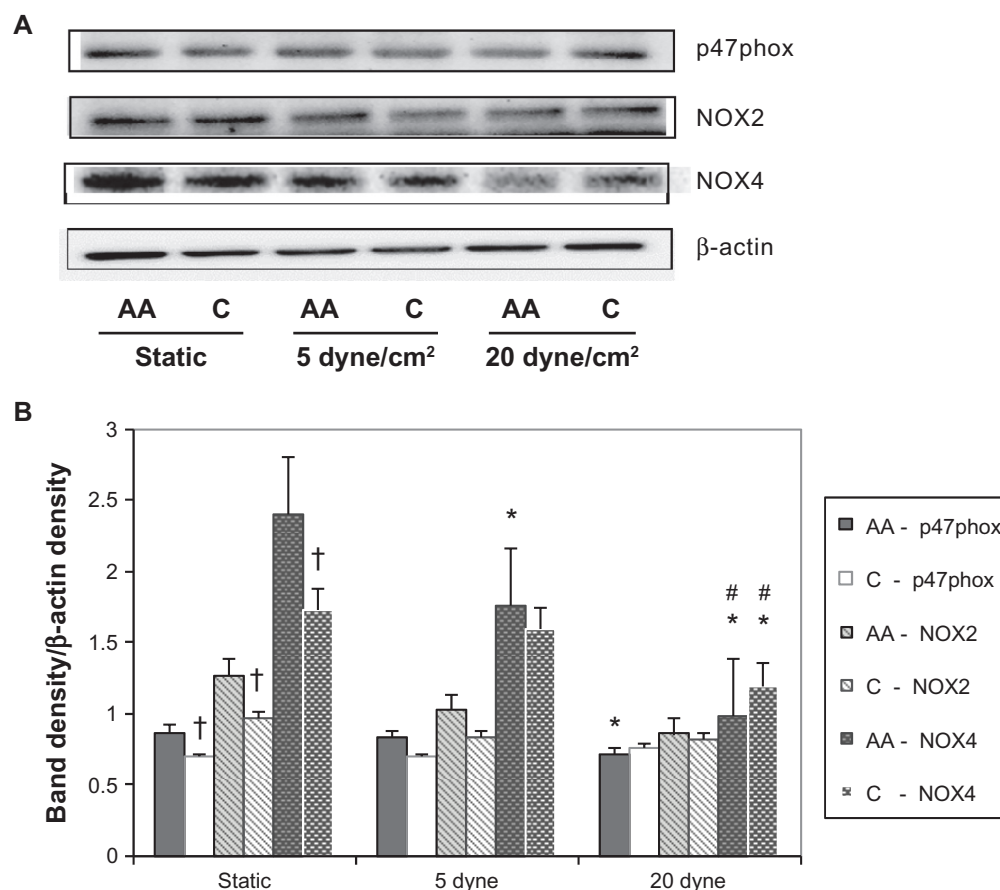 A
p47phox
NOX2
NOX4
β-actin
AA C AA C AA C
Static 5 dyne/cm² 20 dyne/cm²
B
Band density/β-actin density
3
2.5
2
1.5
1
0.5
0
† † † * * # * # *
Static 5 dyne 20 dyne
AA - p47phox
C - p47phox
AA - NOX2
C - NOX2
AA - NOX4
C - NOX4